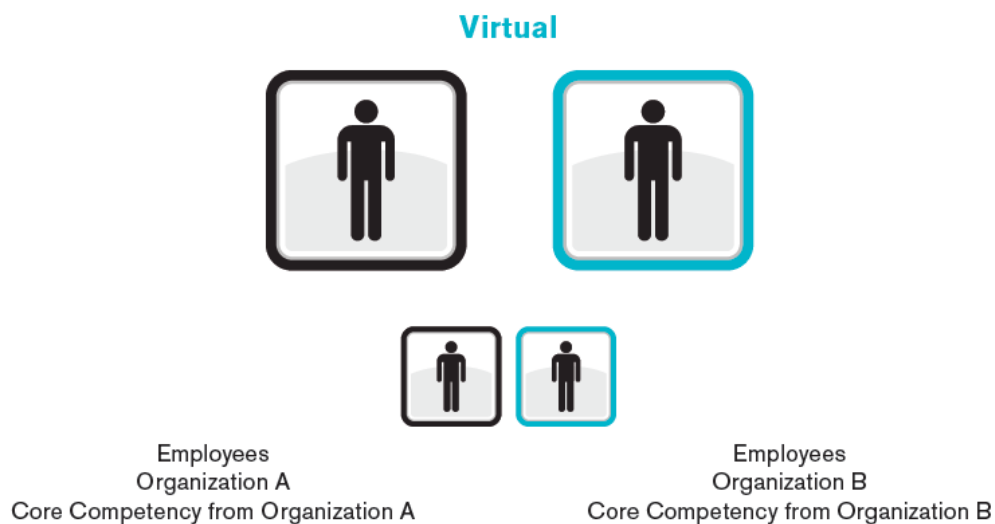 Virtual
Employees
Organization A
Core Competency from Organization A
Employees
Organization B
Core Competency from Organization B